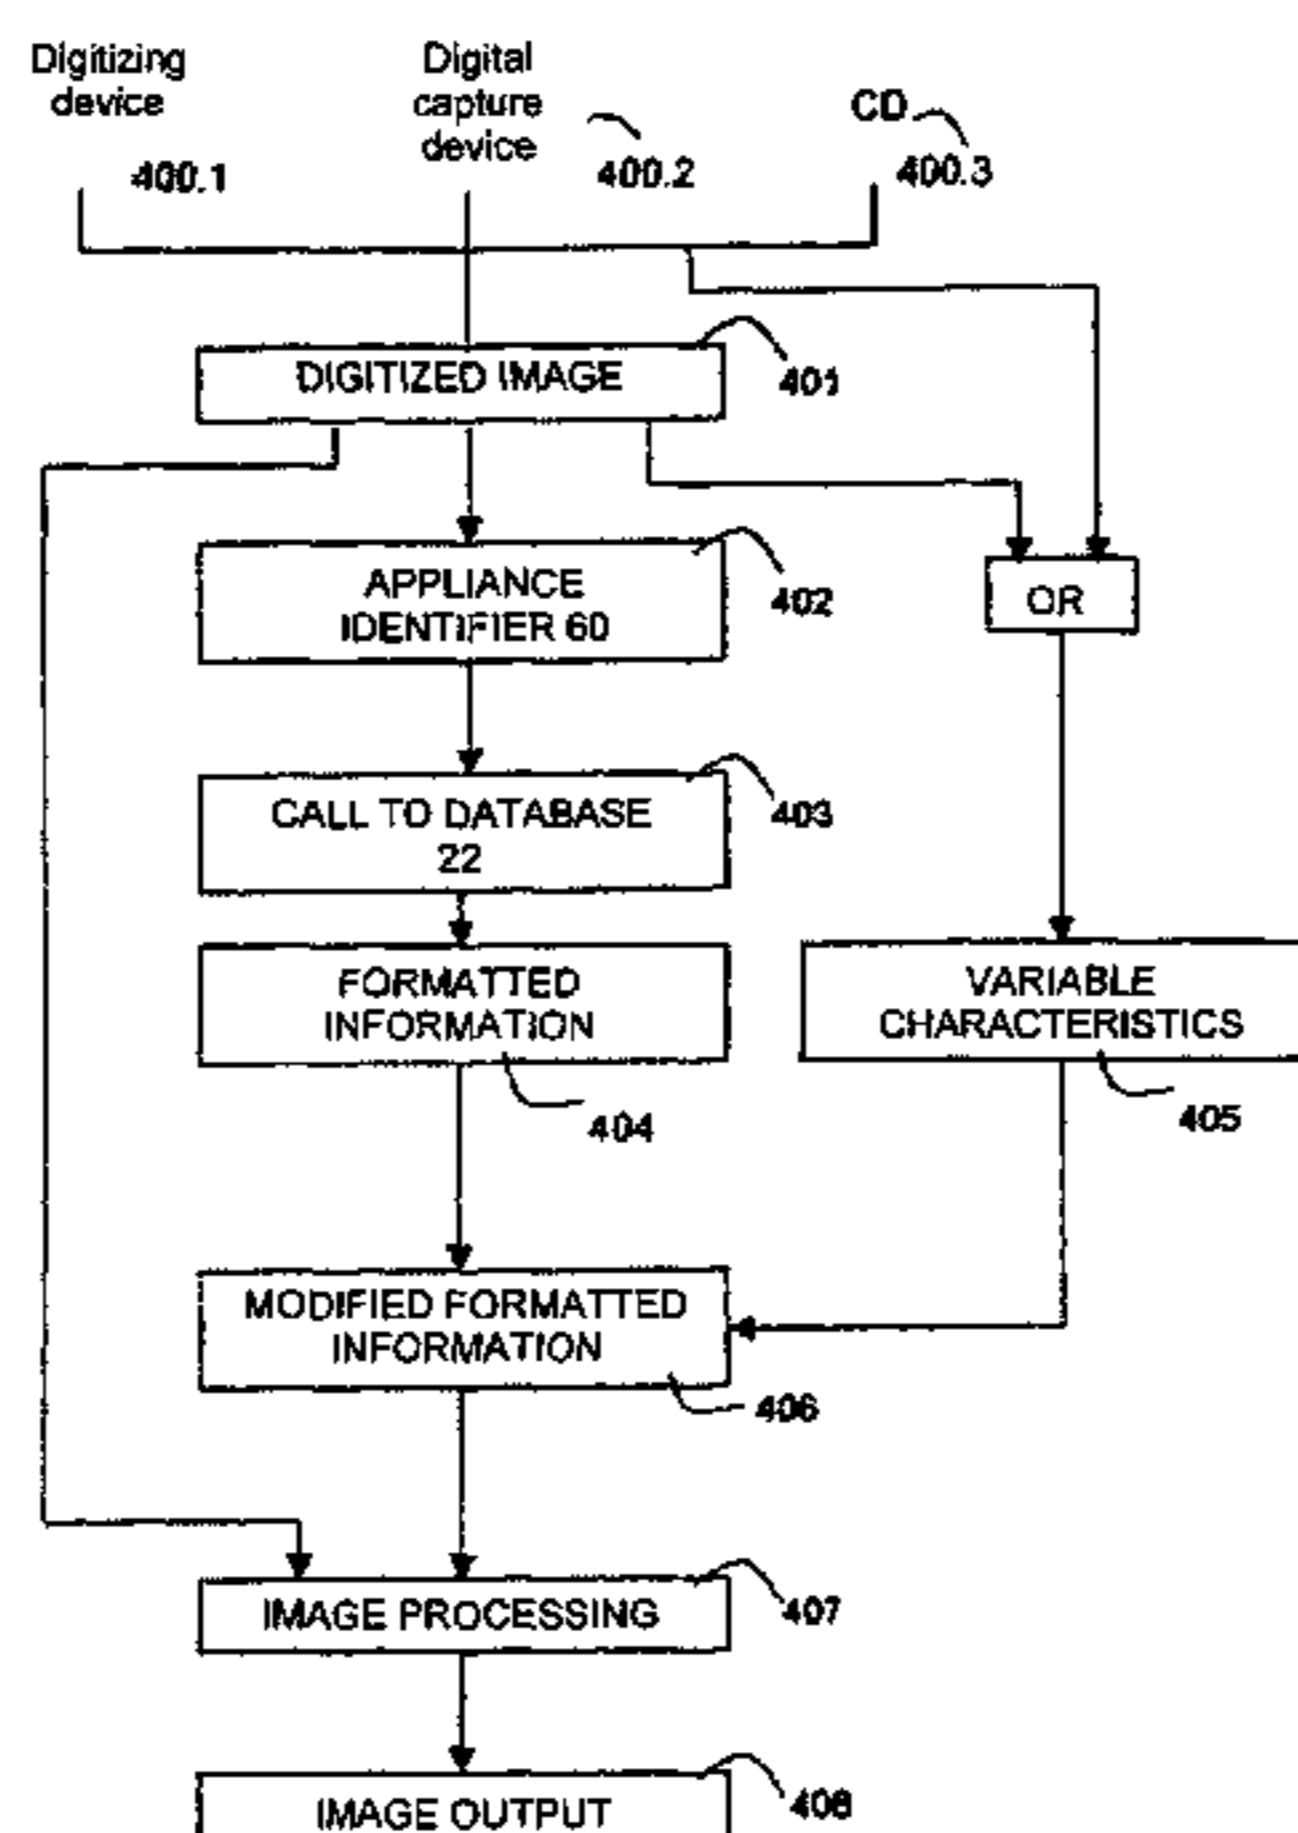 Digitizing
device
400.1
Digital
capture
device
400.2
CD
400.3
DIGITIZED IMAGE
401
APPLIANCE
IDENTIFIER 60
402
OR
CALL TO DATABASE
22
403
FORMATTED
INFORMATION
404
VARIABLE
CHARACTERISTICS
405
MODIFIED FORMATTED
INFORMATION
406
IMAGE PROCESSING
407
IMAGE OUTPUT
408